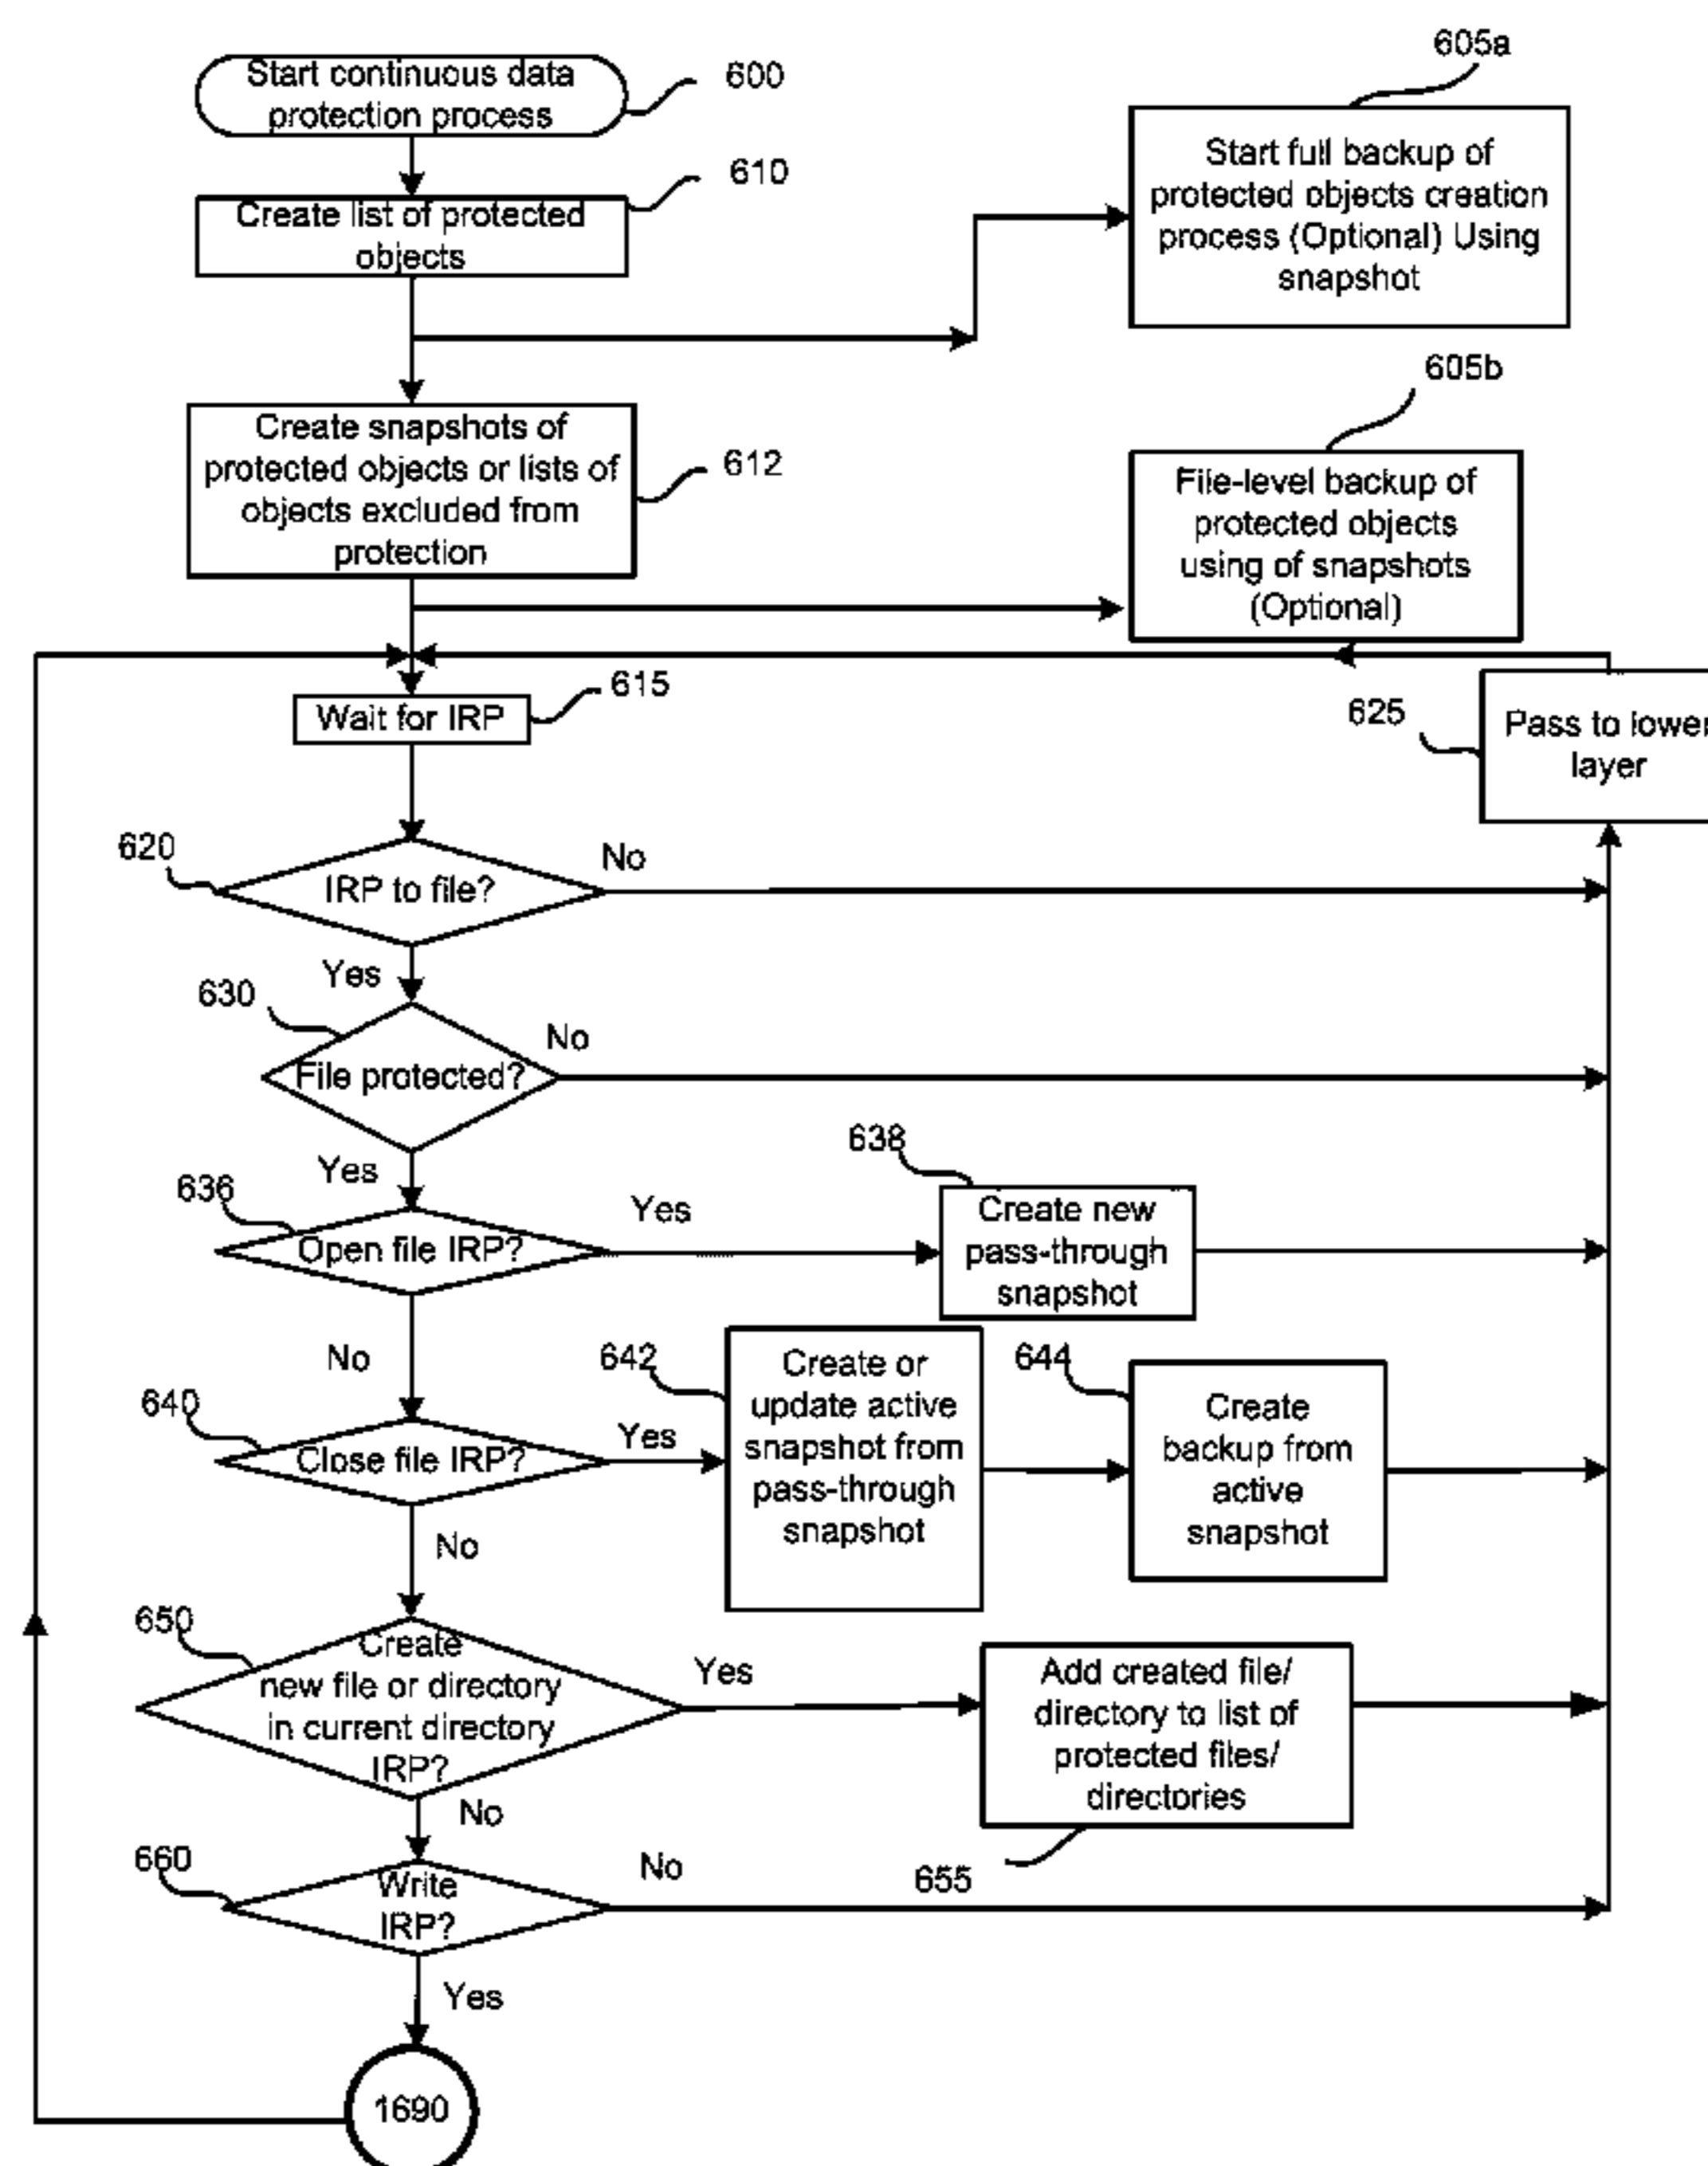 Start continuous data
protection process
600
605a
Create list of protected
objects
610
Start full backup of
protected objects creation
process (Optional) Using
snapshot
Create snapshots of
protected objects or lists of
objects excluded from
protection
612
605b
File-level backup of
protected objects
using of snapshots
(Optional)
Wait for IRP
615
625
Pass to lower
layer
620
IRP to file?
No
Yes
630
File protected?
No
Yes
636
Open file IRP?
Yes
638
Create new
pass-through
snapshot
No
640
Close file IRP?
Yes
642
Create or
update active
snapshot from
pass-through
snapshot
644
Create
backup from
active
snapshot
No
650
Create
new file or directory
in current directory
IRP?
Yes
Add created file/
directory to list of
protected files/
directories
655
No
660
Write
IRP?
No
Yes
1690